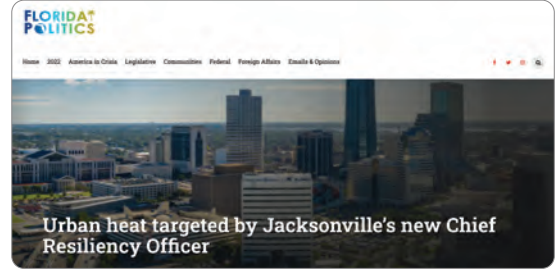 FLORIDA
POLITICS
Home 2022 America in Crisis Legislative Communities Federal Foreign Affairs Emails & Opinions
Urban heat targeted by Jacksonville's new Chief
Resiliency Officer